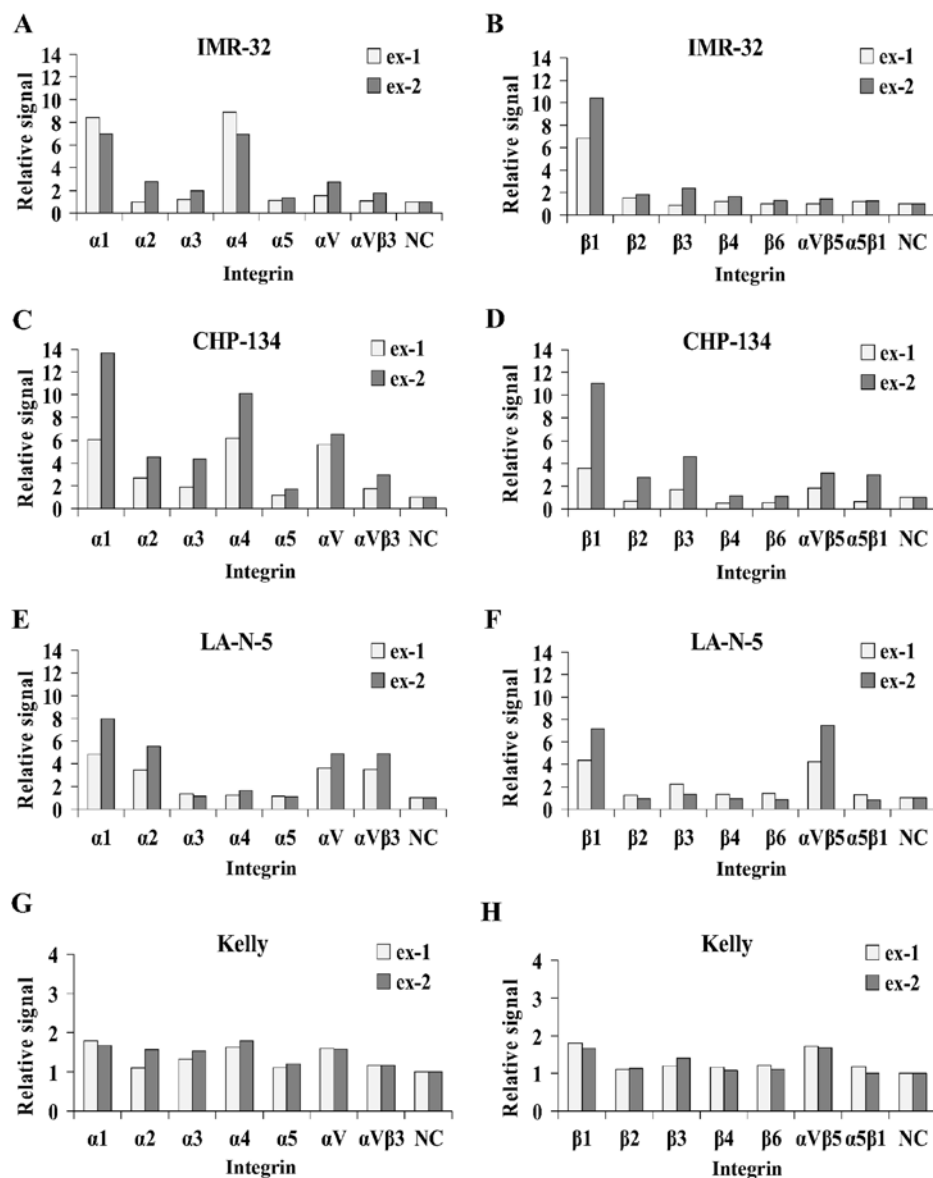 A
IMR-32
ex-1
ex-2
Relative signal
14
12
10
8
6
4
2
0
α1 α2 α3 α4 α5 αV αVβ3 NC
Integrin
B
IMR-32
ex-1
ex-2
Relative signal
14
12
10
8
6
4
2
0
β1 β2 β3 β4 β6 αVβ5 α5β1 NC
Integrin
C
CHP-134
ex-1
ex-2
Relative signal
14
12
10
8
6
4
2
0
α1 α2 α3 α4 α5 αV αVβ3 NC
Integrin
D
CHP-134
ex-1
ex-2
Relative signal
14
12
10
8
6
4
2
0
β1 β2 β3 β4 β6 αVβ5 α5β1 NC
Integrin
E
LA-N-5
ex-1
ex-2
Relative signal
14
12
10
8
6
4
2
0
α1 α2 α3 α4 α5 αV αVβ3 NC
Integrin
F
LA-N-5
ex-1
ex-2
Relative signal
14
12
10
8
6
4
2
0
β1 β2 β3 β4 β6 αVβ5 α5β1 NC
Integrin
G
Kelly
ex-1
ex-2
Relative signal
4
3
2
1
0
α1 α2 α3 α4 α5 αV αVβ3 NC
Integrin
H
Kelly
ex-1
ex-2
Relative signal
4
3
2
1
0
β1 β2 β3 β4 β6 αVβ5 α5β1 NC
Integrin